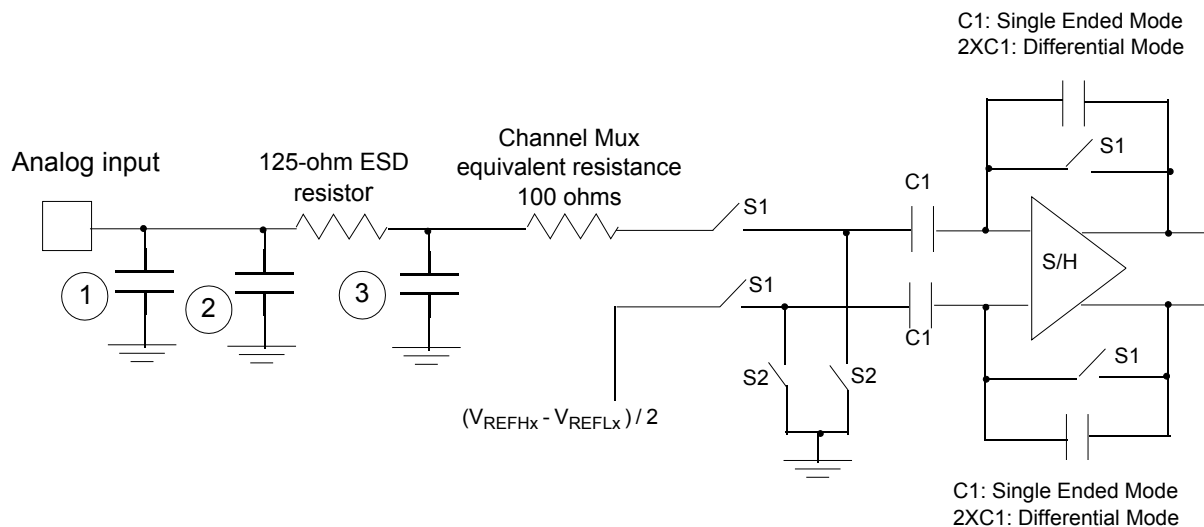 C1: Single Ended Mode
2XC1: Differential Mode
Analog input
125-ohm ESD
resistor
Channel Mux
equivalent resistance
100 ohms
S1
C1
S1
S/H
1
2
3
S1
C1
S2
S2
S1
(VREFHx - VREFLx ) / 2
C1: Single Ended Mode
2XC1: Differential Mode